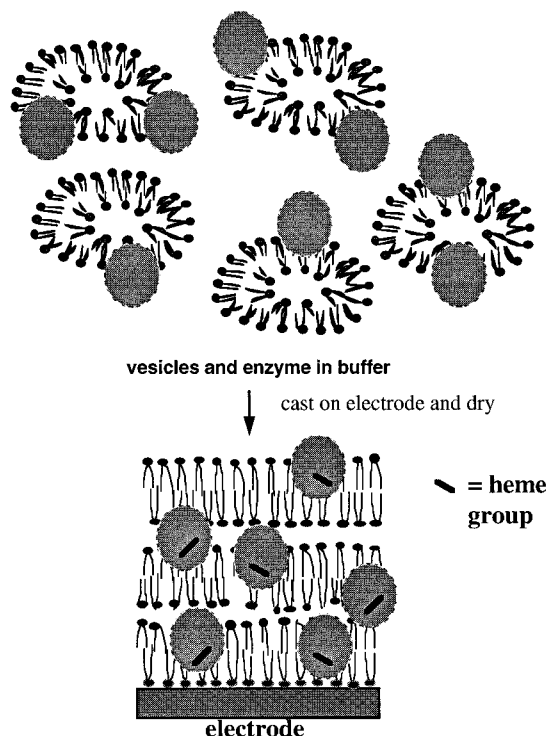 vesicles and enzyme in buffer
cast on electrode and dry
= heme
group
electrode